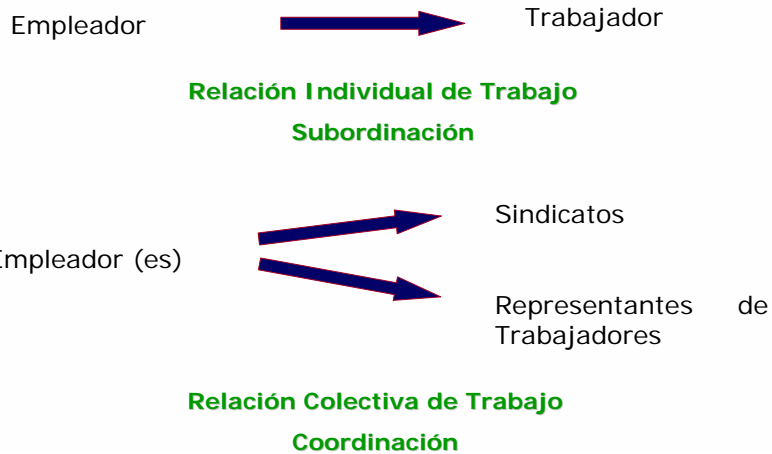 Empleador
Trabajador
Relación Individual de Trabajo
Subordinación
Sindicatos
Empleador (es)
Representantes de
Trabajadores
Relación Colectiva de Trabajo
Coordinación